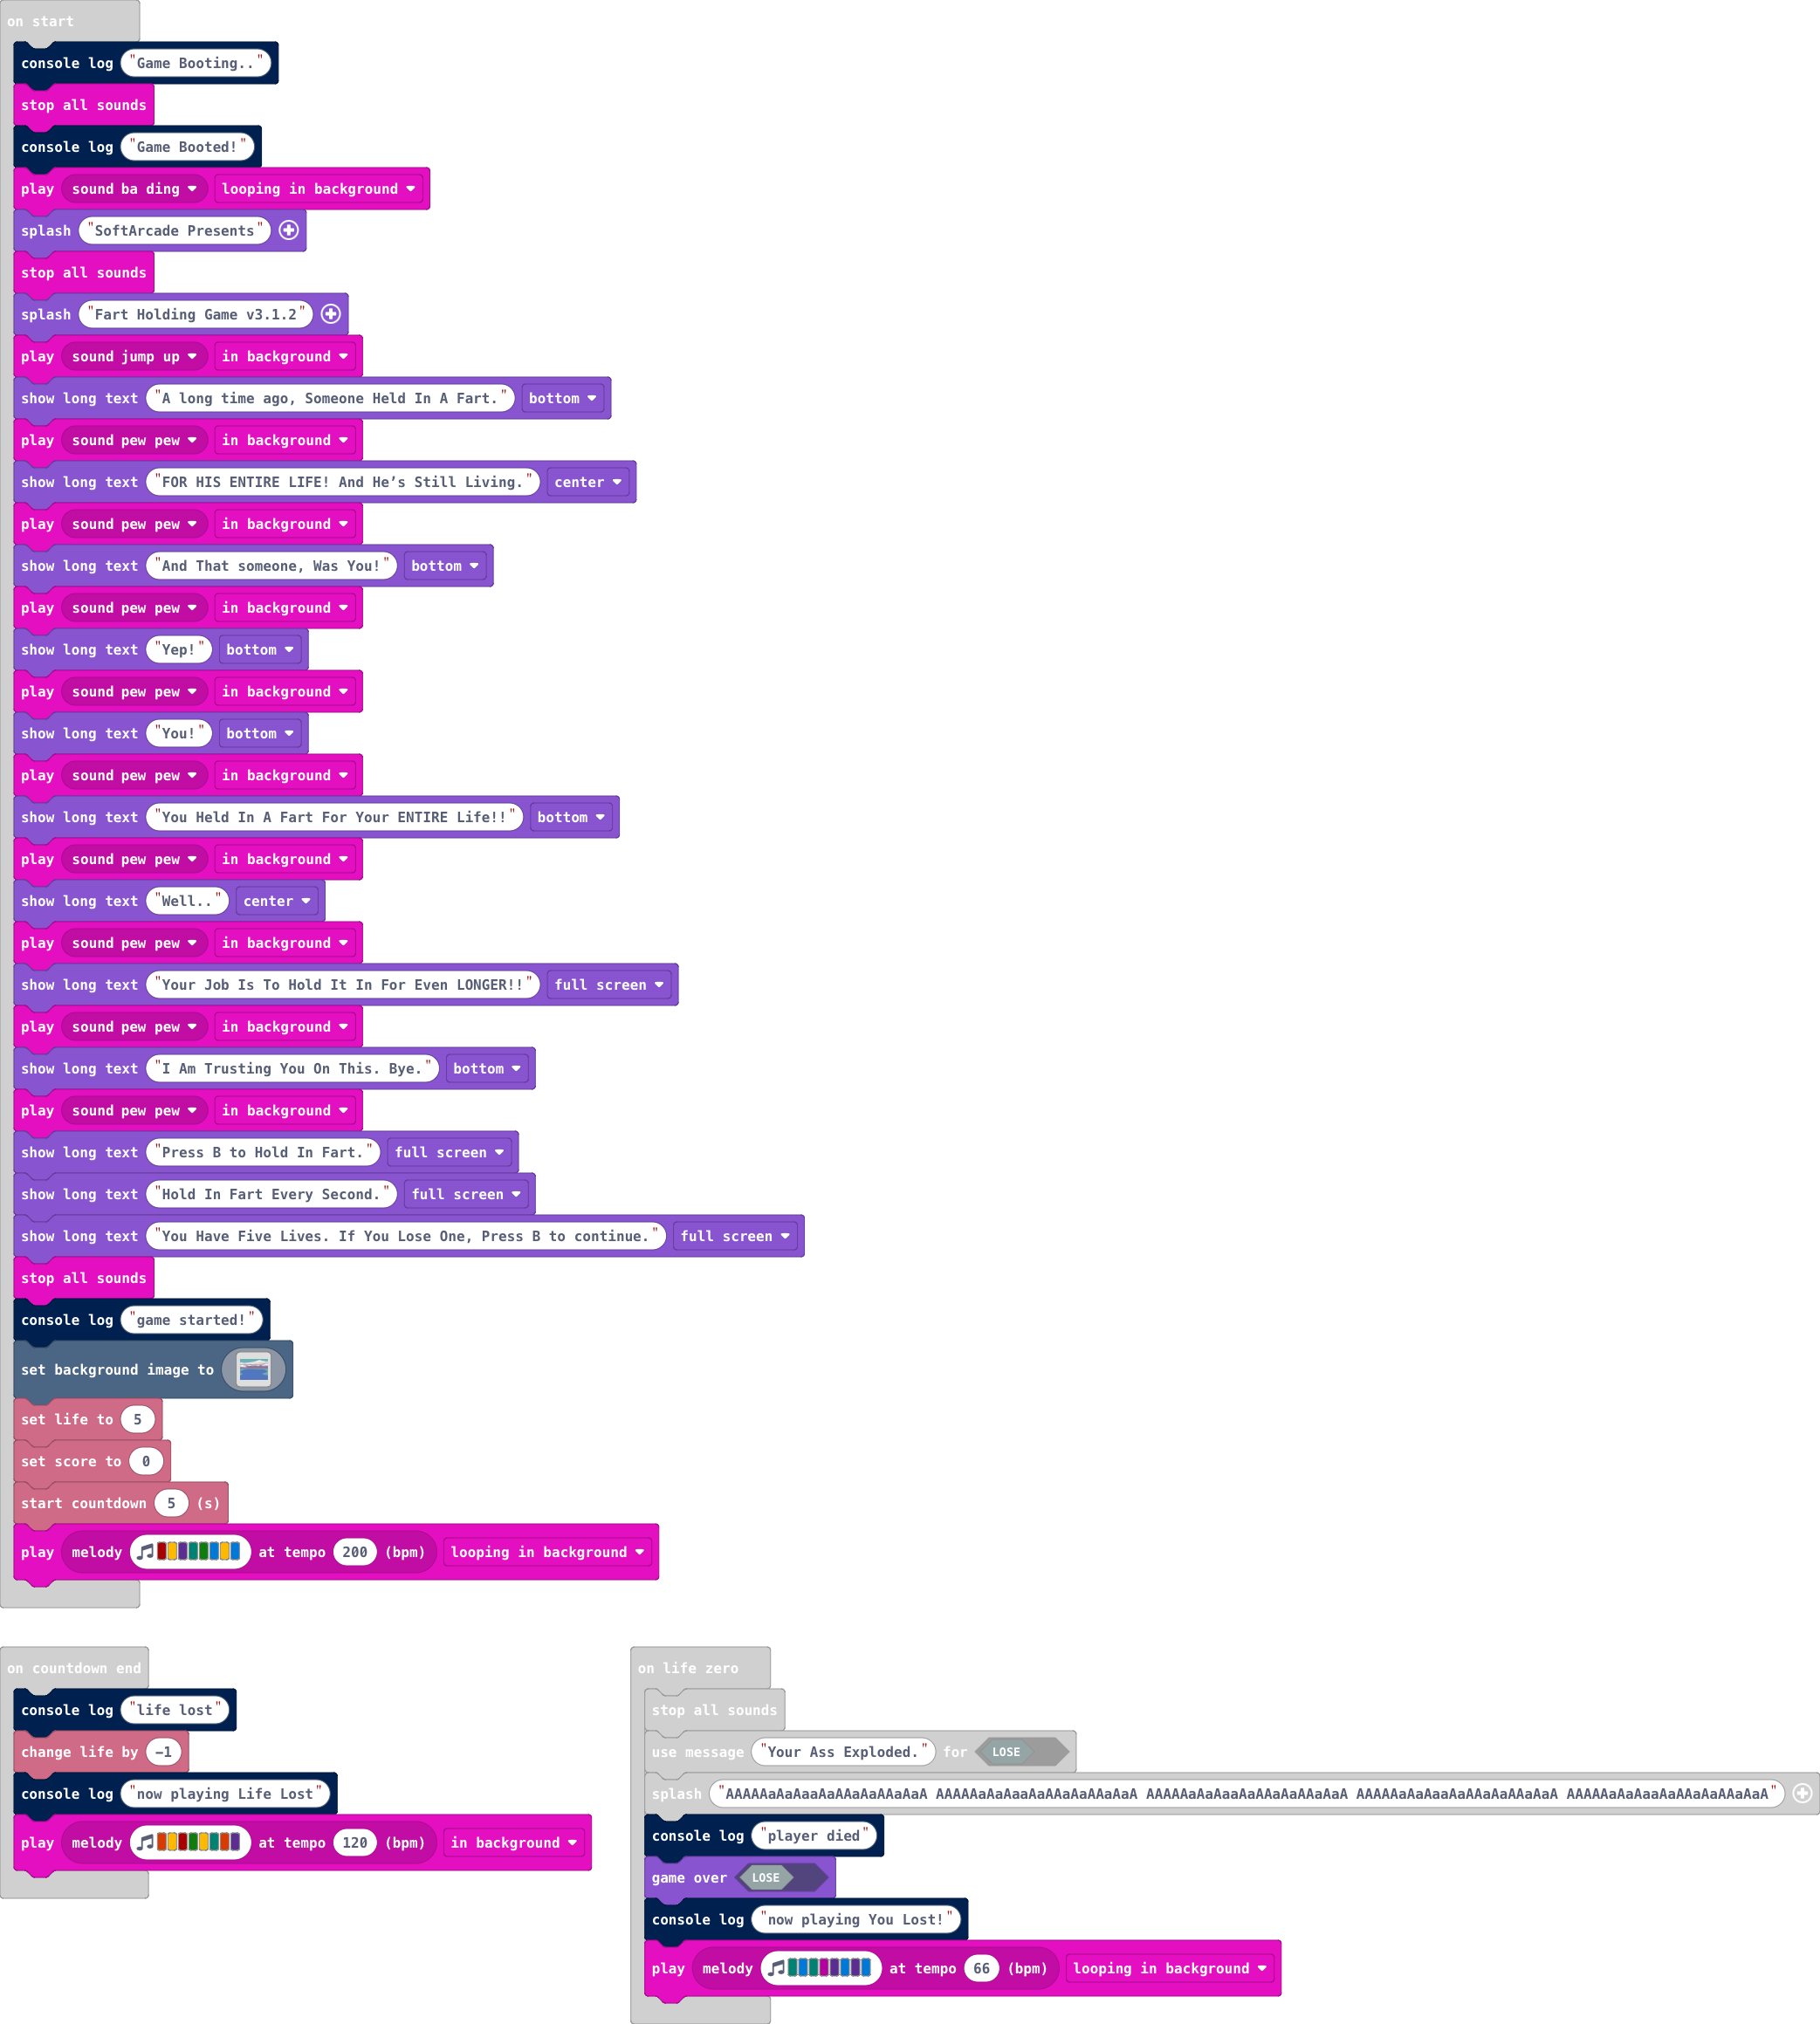 on start
console log "Game Booting.."
stop all sounds
console log "Game Booted!"
play sound ba ding looping in background
splash "SoftArcade Presents"
stop all sounds
splash "Fart Holding Game v3.1.2"
play sound jump up in background
show long text "A long time ago, Someone Held In A Fart." bottom
play sound pew pew in background
show long text "FOR HIS ENTIRE LIFE! And He’s Still Living." center
play sound pew pew in background
show long text "And That someone, Was You!" bottom
play sound pew pew in background
show long text "Yep!" bottom
play sound pew pew in background
show long text "You!" bottom
play sound pew pew in background
show long text "You Held In A Fart For Your ENTIRE Life!!" bottom
play sound pew pew in background
show long text "Well.." center
play sound pew pew in background
show long text "Your Job Is To Hold It In For Even LONGER!!" full screen
play sound pew pew in background
show long text "I Am Trusting You On This. Bye." bottom
play sound pew pew in background
show long text "Press B to Hold In Fart." full screen
show long text "Hold In Fart Every Second." full screen
show long text "You Have Five Lives. If You Lose One, Press B to continue." full screen
stop all sounds
console log "game started!"
set background image to
set life to 5
set score to 0
start countdown 5 (s)
play melody at tempo 200 (bpm) looping in background
on countdown end
console log "life lost"
change life by -1
console log "now playing Life Lost"
play melody at tempo 120 (bpm) in background
on life zero
stop all sounds
use message "Your Ass Exploded." for LOSE
splash "AAAAAaAaAaaAaAAaAaAAaAaA AAAAAaAaAaaAaAAaAaAAaAaA AAAAAaAaAaaAaAAaAaAAaAaA AAAAAaAaAaaAaAAaAaAAaAaA AAAAAaAaAaaAaAAaAaAAaAaA"
console log "player died"
game over LOSE
console log "now playing You Lost!"
play melody at tempo 66 (bpm) looping in background